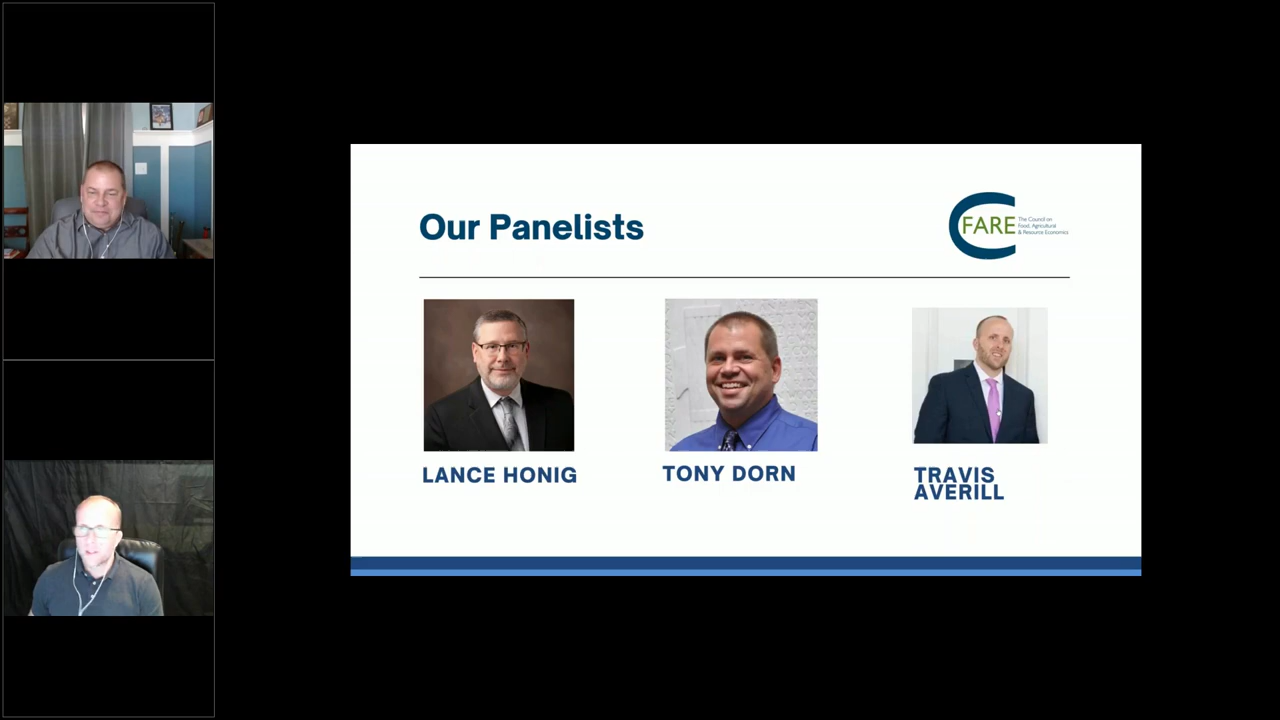 Our Panelists
FARE
The Council on
Food, Agricultural
& Resource Economics
LANCE HONIG
TONY DORN
TRAVIS
AVERILL